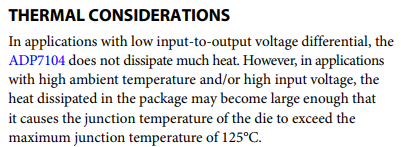 THERMAL CONSIDERATIONS
In applications with low input-to-output voltage differential, the
ADP7104 does not dissipate much heat. However, in applications
with high ambient temperature and/or high input voltage, the
heat dissipated in the package may become large enough that
it causes the junction temperature of the die to exceed the
maximum junction temperature of 125°C.